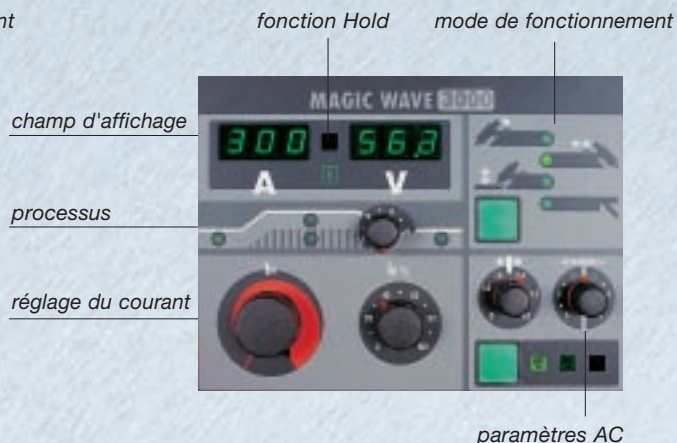 nt
fonction Hold
mode de fonctionnement
MAGIC WAVE 3000
champ d'affichage
300
56,3
A
V
processus
réglage du courant
paramètres AC